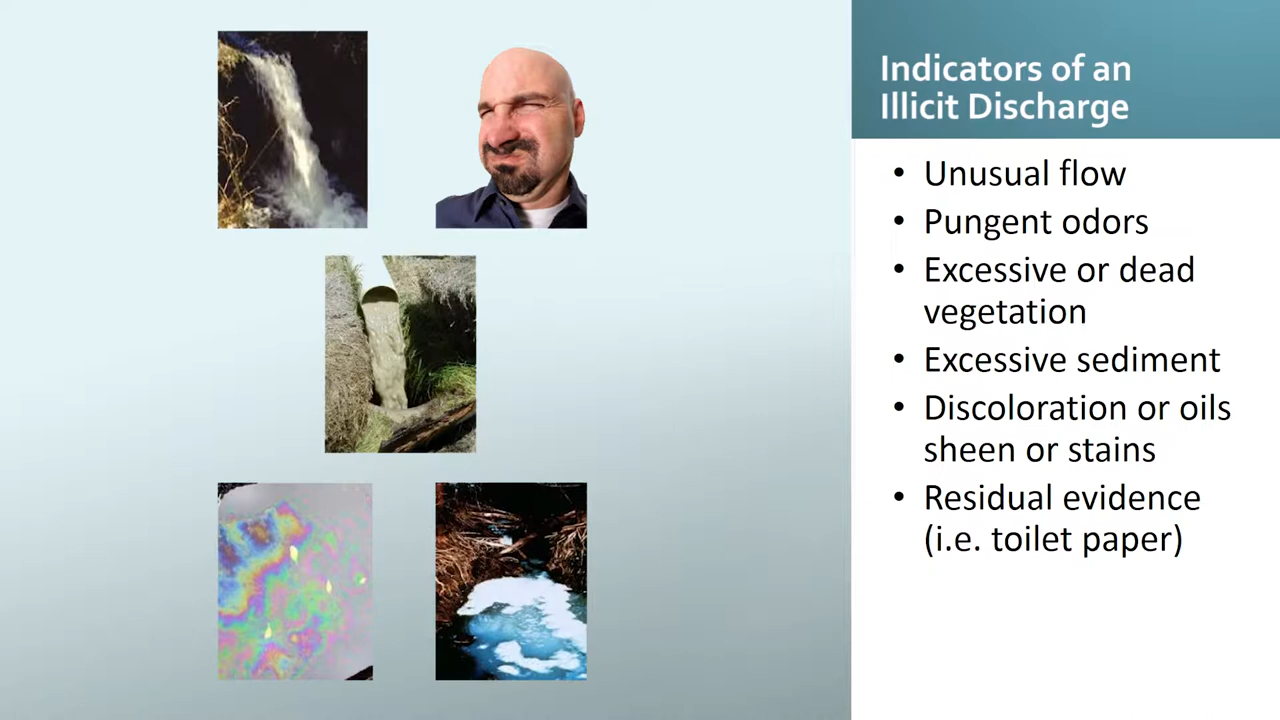 Indicators of an
Illicit Discharge
• Unusual flow
• Pungent odors
• Excessive or dead
vegetation
• Excessive sediment
• Discoloration or oils
sheen or stains
• Residual evidence
(i.e. toilet paper)